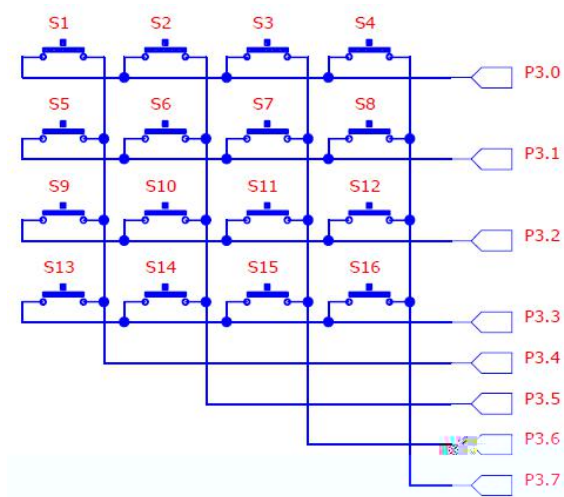 S1 S2 S3 S4
P3.0
S5 S6 S7 S8
P3.1
S9 S10 S11 S12
P3.2
S13 S14 S15 S16
P3.3
P3.4
P3.5
P3.6
P3.7